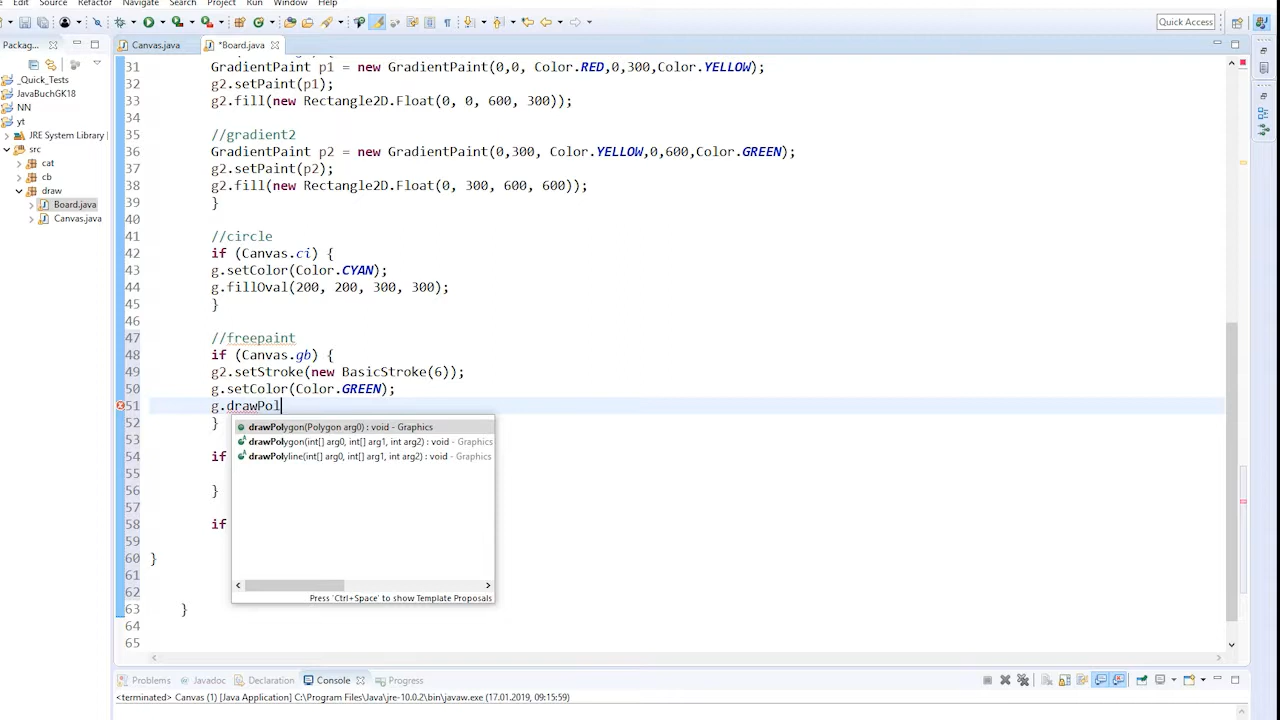 Edit Source Refactor Navigate Search Project Run Window Help
Quick Access
Packag... Canvas.java *Board.java
_Quick_Tests
JavaBuchGK18
NN
yt
JRE System Library
src
cat
cb
draw
Board.java
Canvas.java
31 GradientPaint p1 = new GradientPaint(0,0, Color.RED,0,300,Color.YELLOW);
32 g2.setPaint(p1);
33 g2.fill(new Rectangle2D.Float(0, 0, 600, 300));
34
35 //gradient2
36 GradientPaint p2 = new GradientPaint(0,300, Color.YELLOW,0,600,Color.GREEN);
37 g2.setPaint(p2);
38 g2.fill(new Rectangle2D.Float(0, 300, 600, 600));
39 }
40
41 //circle
42 if (Canvas.ci) {
43 g.setColor(Color.CYAN);
44 g.fillOval(200, 200, 300, 300);
45 }
46
47 //freepaint
48 if (Canvas.gb) {
49 g2.setStroke(new BasicStroke(6));
50 g.setColor(Color.GREEN);
51 g.drawPol
52 }
53
54 if
55
56 }
57
58 if
59
60 }
61
62
63 }
64
65
drawPolygon(Polygon arg0) : void - Graphics
drawPolygon(int[] arg0, int[] arg1, int arg2) : void - Graphics
drawPolyline(int[] arg0, int[] arg1, int arg2) : void - Graphics
Press 'Ctrl+Space' to show Template Proposals
Problems Javadoc Declaration Console Progress
<terminated> Canvas (1) [Java Application] C:\Program Files\Java\jre-10.0.2\bin\javaw.exe (17.01.2019, 09:15:59)